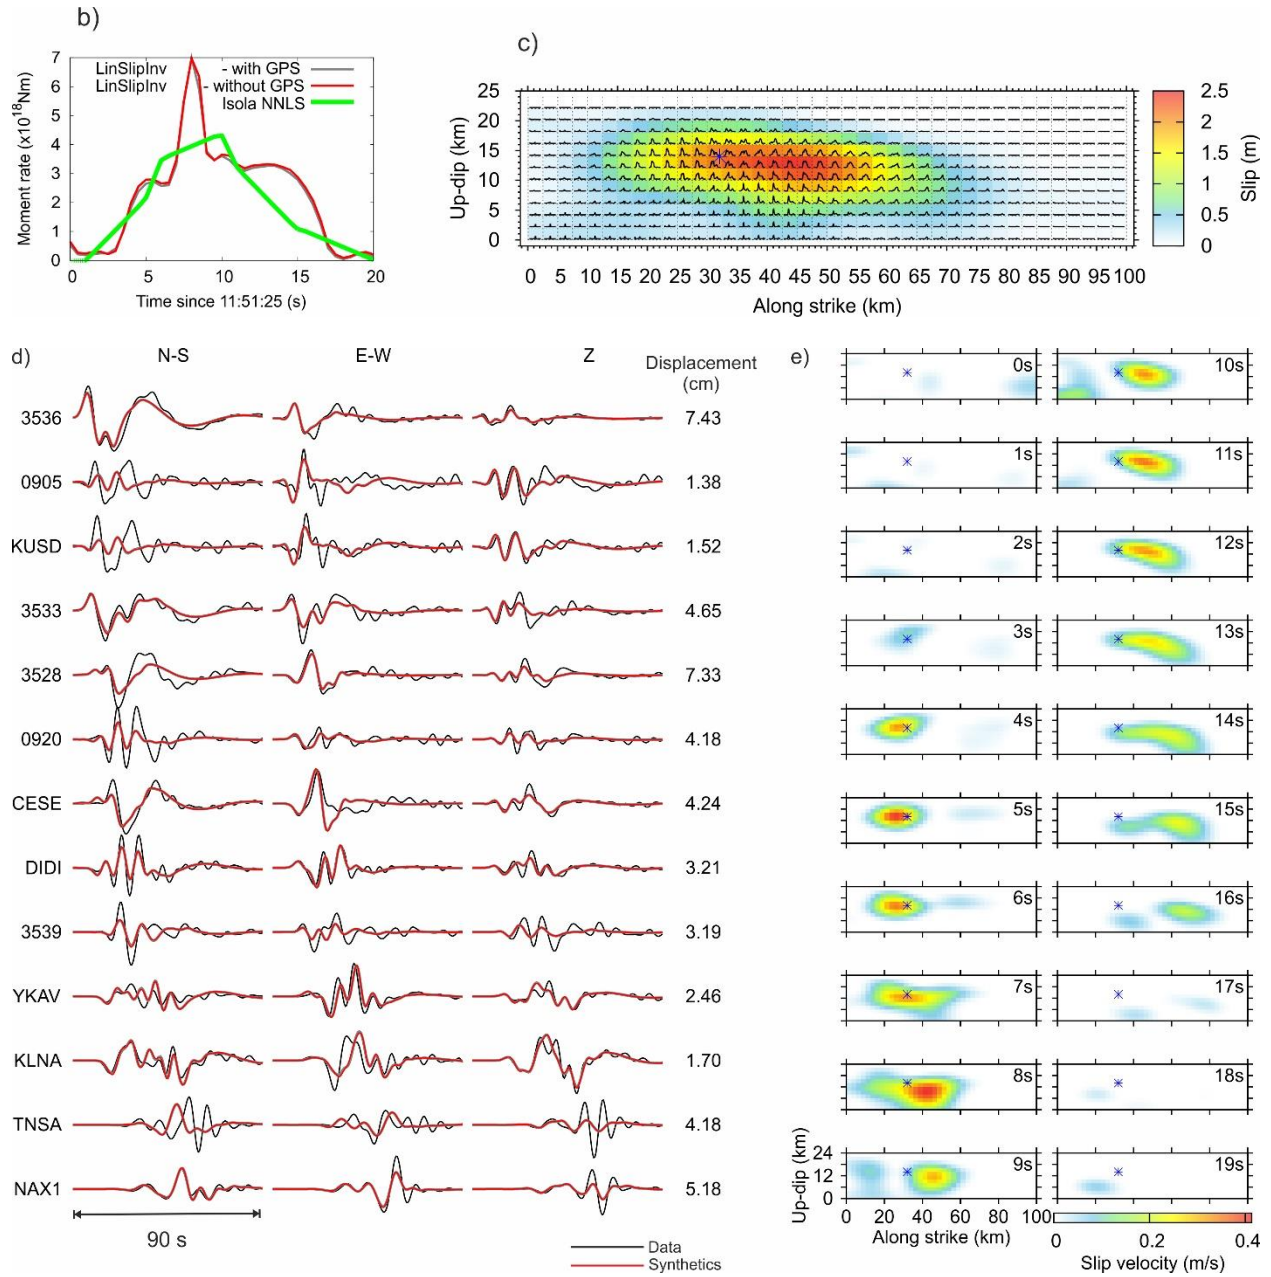 b)
7
6
5
4
3
2
1
0
Moment rate (x10¹⁸Nm)
LinSlipInv - with GPS
LinSlipInv - without GPS
Isola NNLS
0 5 10 15 20
Time since 11:51:25 (s)
c)
25
20
15
10
5
0
Up-dip (km)
0 5 10 15 20 25 30 35 40 45 50 55 60 65 70 75 80 85 90 95 100
Along strike (km)
2.5
2
1.5
1
0.5
0
Slip (m)
d)
N-S E-W Z Displacement
(cm)
3536 7.43
0905 1.38
KUSD 1.52
3533 4.65
3528 7.33
0920 4.18
CESE 4.24
DIDI 3.21
3539 3.19
YKAV 2.46
KLNA 1.70
TNSA 4.18
NAX1 5.18
90 s
Data
Synthetics
e)
0s 10s
1s 11s
2s 12s
3s 13s
4s 14s
5s 15s
6s 16s
7s 17s
8s 18s
9s 19s
24
12
0
Up-dip (km)
0 20 40 60 80 100
Along strike (km)
0 0.2 0.4
Slip velocity (m/s)